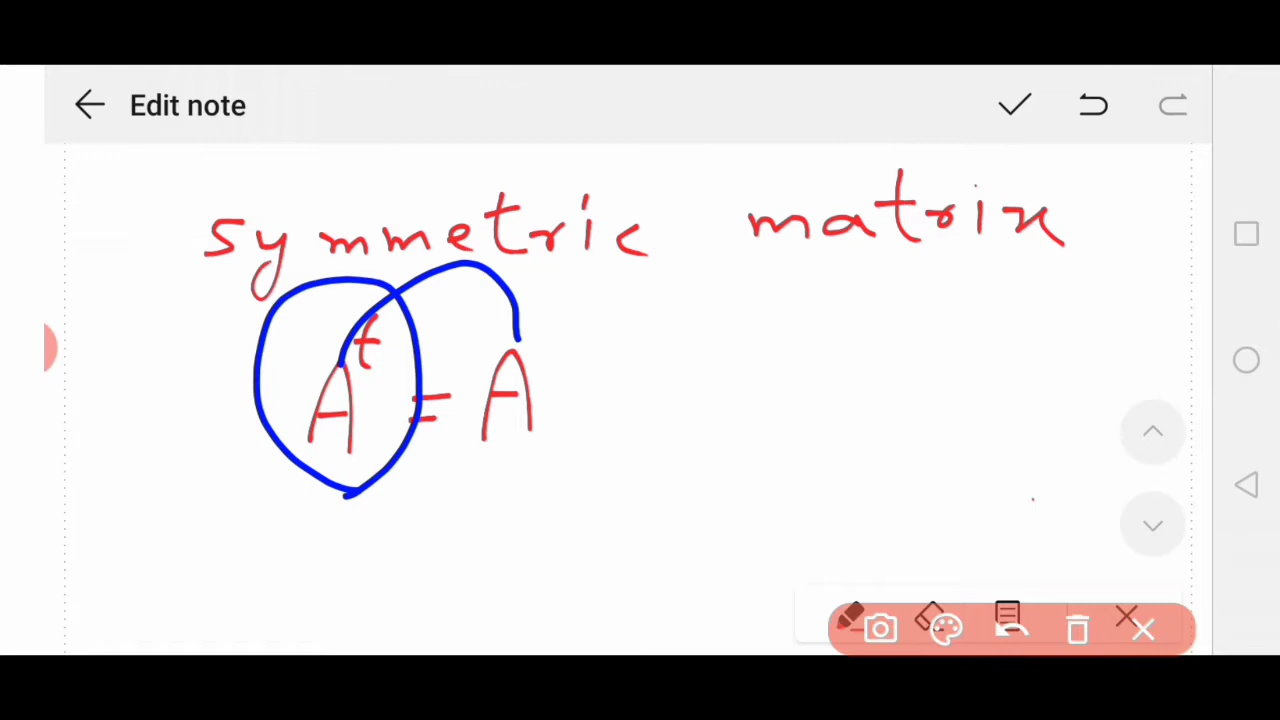 Edit note
symmetric matrix
Aᵗ = A